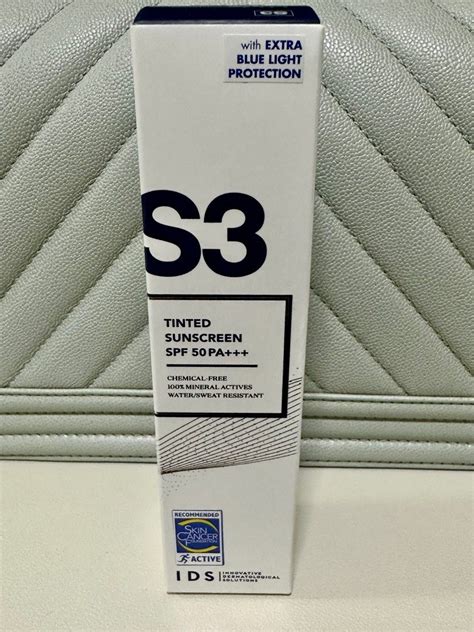 with EXTRA
BLUE LIGHT
PROTECTION
S3
TINTED
SUNSCREEN
SPF 50 PA+++
CHEMICAL-FREE
100% MINERAL ACTIVES
WATER/SWEAT RESISTANT
RECOMMENDED
SKIN
CANCER
FOUNDATION
ACTIVE
IDS
INNOVATIVE
DERMATOLOGICAL
SOLUTIONS